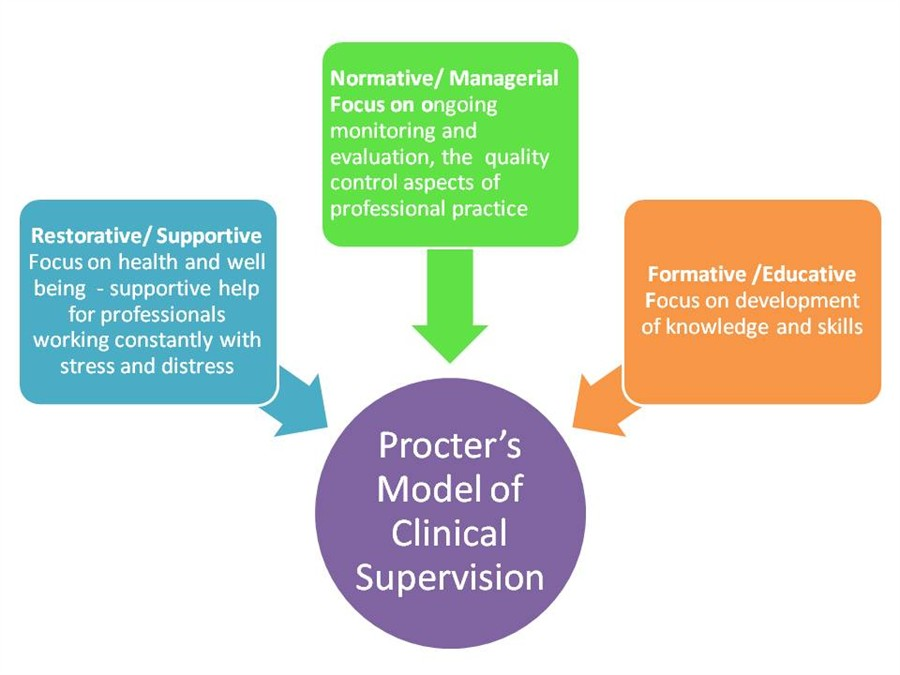 Normative/ Managerial
Focus on ongoing
monitoring and
evaluation, the quality
control aspects of
professional practice
Restorative/ Supportive
Focus on health and well
being - supportive help
for professionals
working constantly with
stress and distress
Formative /Educative
Focus on development
of knowledge and skills
Procter’s
Model of
Clinical
Supervision